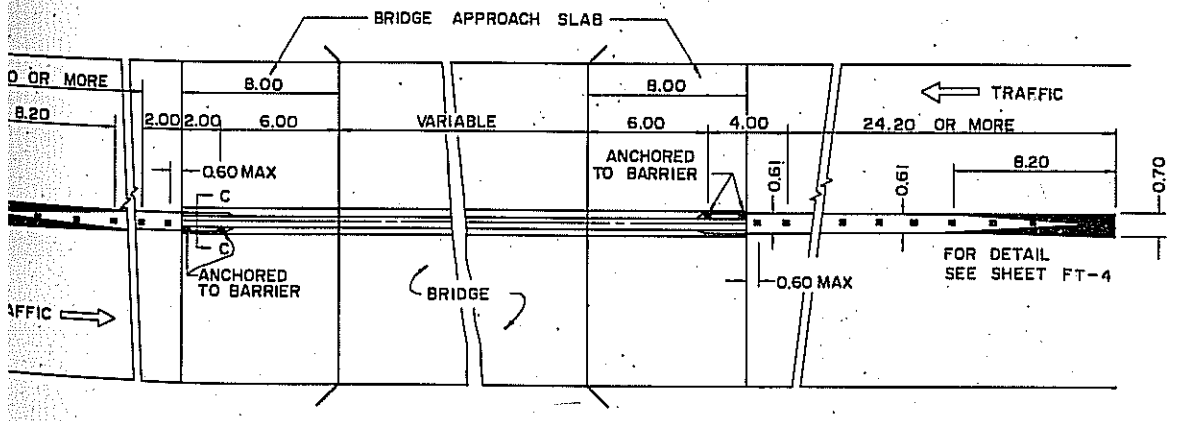 BRIDGE APPROACH SLAB
O OR MORE
8.00
8.00
TRAFFIC
8.20
2.00 2.00 6.00
VARIABLE
6.00
4.00
24.20 OR MORE
0.60 MAX
ANCHORED
TO BARRIER
0.61
0.61
8.20
0.70
C
C
ANCHORED
TO BARRIER
BRIDGE
0.60 MAX
FOR DETAIL
SEE SHEET FT-4
AFFIC